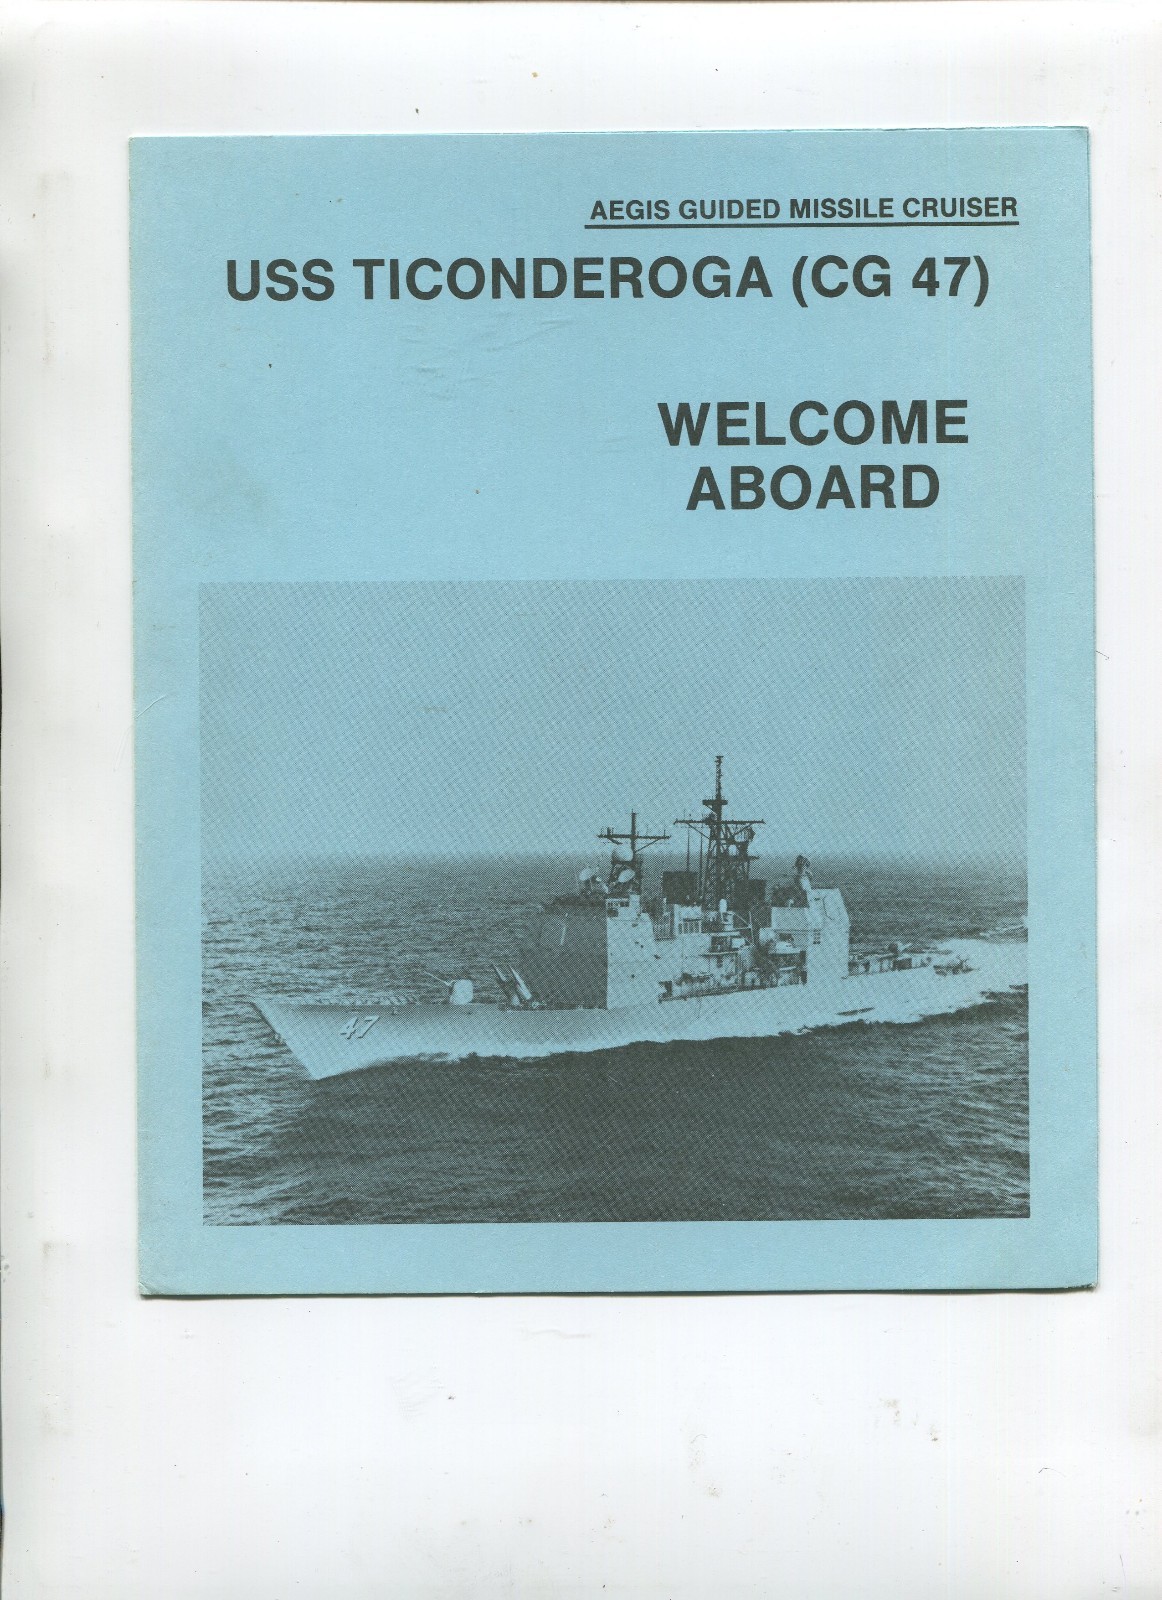 AEGIS GUIDED MISSILE CRUISER
USS TICONDEROGA (CG 47)
WELCOME
ABOARD
47